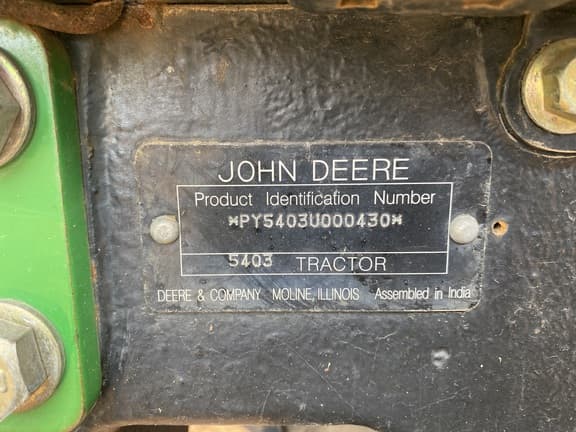 JOHN DEERE
Product Identification Number
*PY5403U000430*
5403 TRACTOR
DEERE & COMPANY MOLINE, ILLINOIS Assembled in India